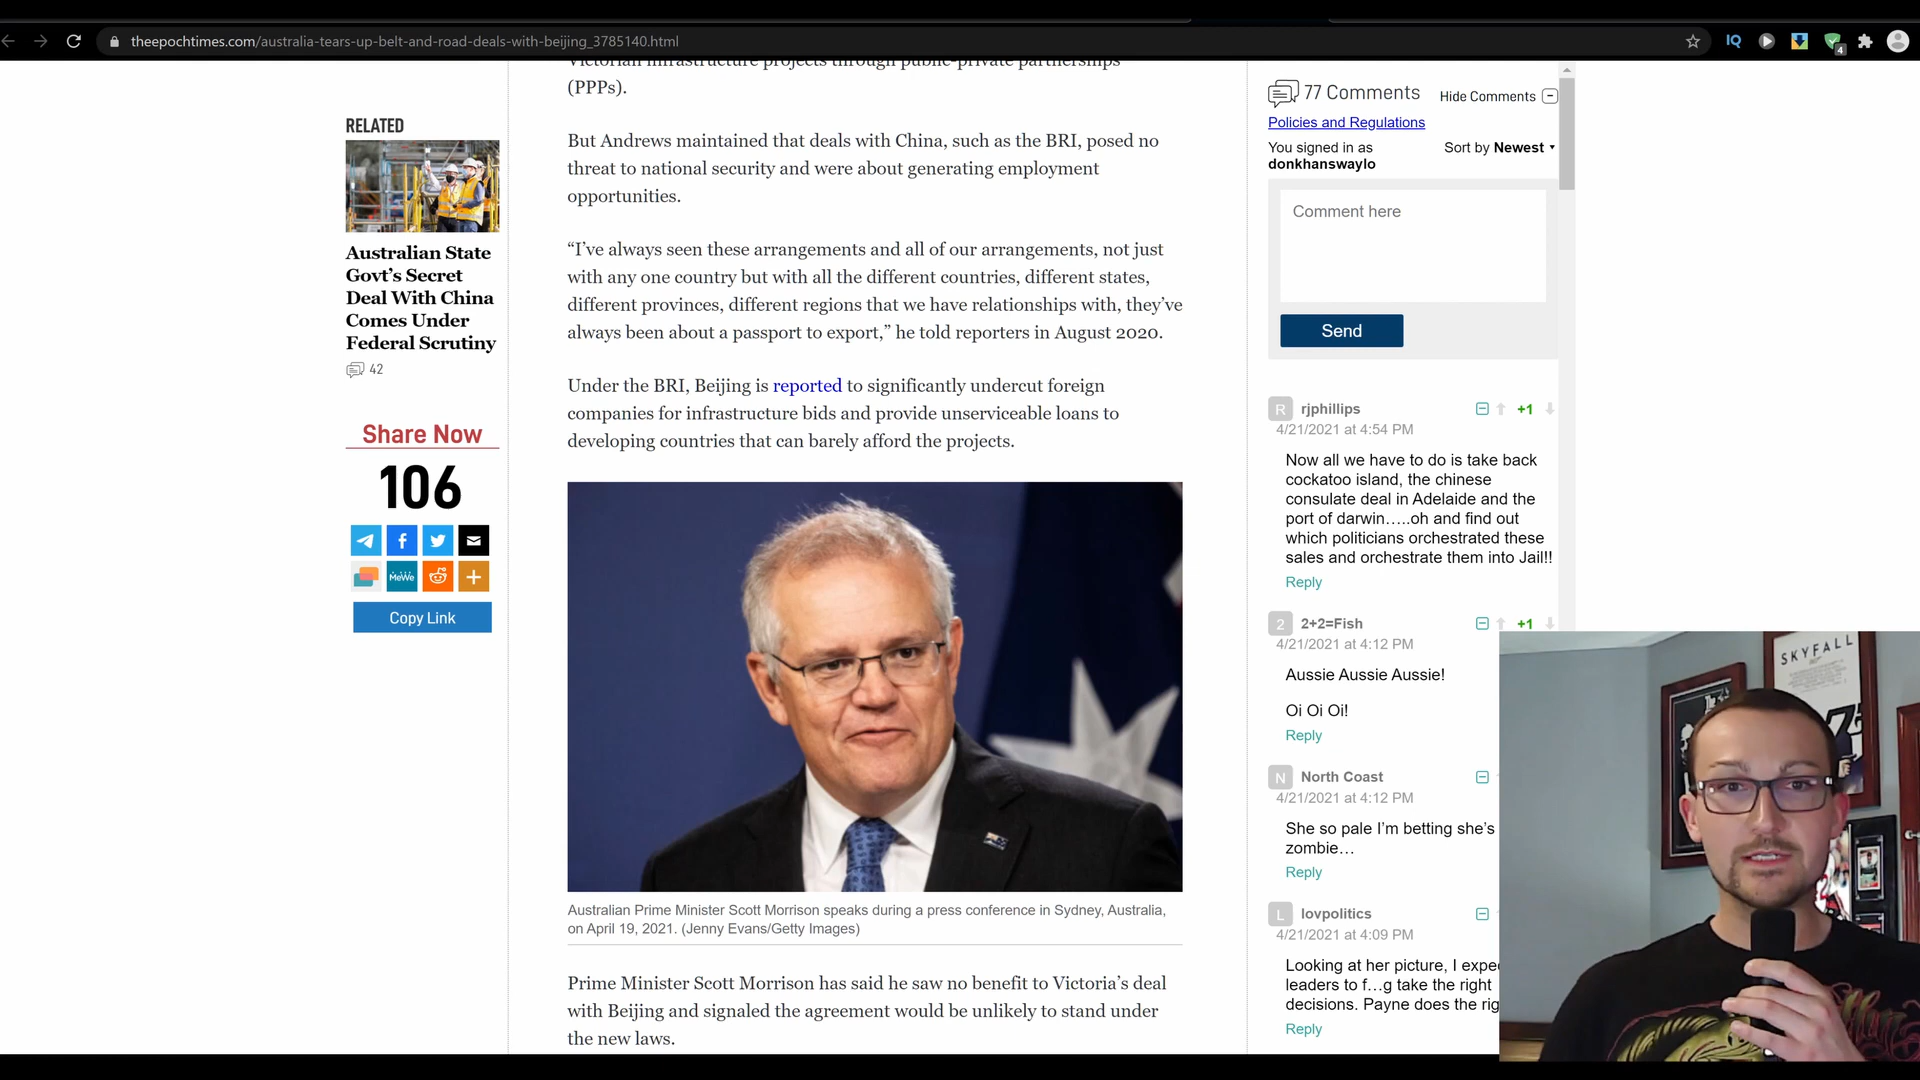 theepochtimes.com/australia-tears-up-belt-and-road-deals-with-beijing_3785140.html
IQ
4
RELATED
Australian State
Govt’s Secret
Deal With China
Comes Under
Federal Scrutiny
42
Share Now
106
MeWe
Copy Link
Victorian infrastructure projects through public-private partnerships
(PPPs).
But Andrews maintained that deals with China, such as the BRI, posed no
threat to national security and were about generating employment
opportunities.
“I’ve always seen these arrangements and all of our arrangements, not just
with any one country but with all the different countries, different states,
different provinces, different regions that we have relationships with, they’ve
always been about a passport to export,” he told reporters in August 2020.
Under the BRI, Beijing is reported to significantly undercut foreign
companies for infrastructure bids and provide unserviceable loans to
developing countries that can barely afford the projects.
Australian Prime Minister Scott Morrison speaks during a press conference in Sydney, Australia,
on April 19, 2021. (Jenny Evans/Getty Images)
Prime Minister Scott Morrison has said he saw no benefit to Victoria’s deal
with Beijing and signaled the agreement would be unlikely to stand under
the new laws.
77 Comments
Hide Comments
Policies and Regulations
You signed in as
donkhanswaylo
Sort by Newest
Comment here
Send
R rjphillips +1
4/21/2021 at 4:54 PM
Now all we have to do is take back
cockatoo island, the chinese
consulate deal in Adelaide and the
port of darwin…..oh and find out
which politicians orchestrated these
sales and orchestrate them into Jail!!
Reply
2 2+2=Fish +1
4/21/2021 at 4:12 PM
Aussie Aussie Aussie!
Oi Oi Oi!
Reply
N North Coast
4/21/2021 at 4:12 PM
She so pale I’m betting she’s
zombie…
Reply
L lovpolitics
4/21/2021 at 4:09 PM
Looking at her picture, I expe
leaders to f…g take the right
decisions. Payne does the rig
Reply
SKYFALL